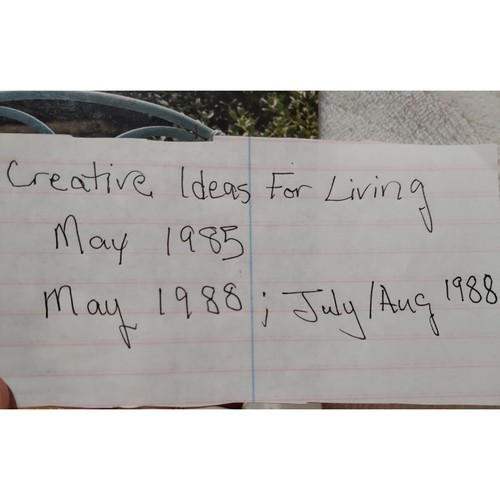 Creative Ideas For Living
May 1985
May 1988; July/Aug 1988